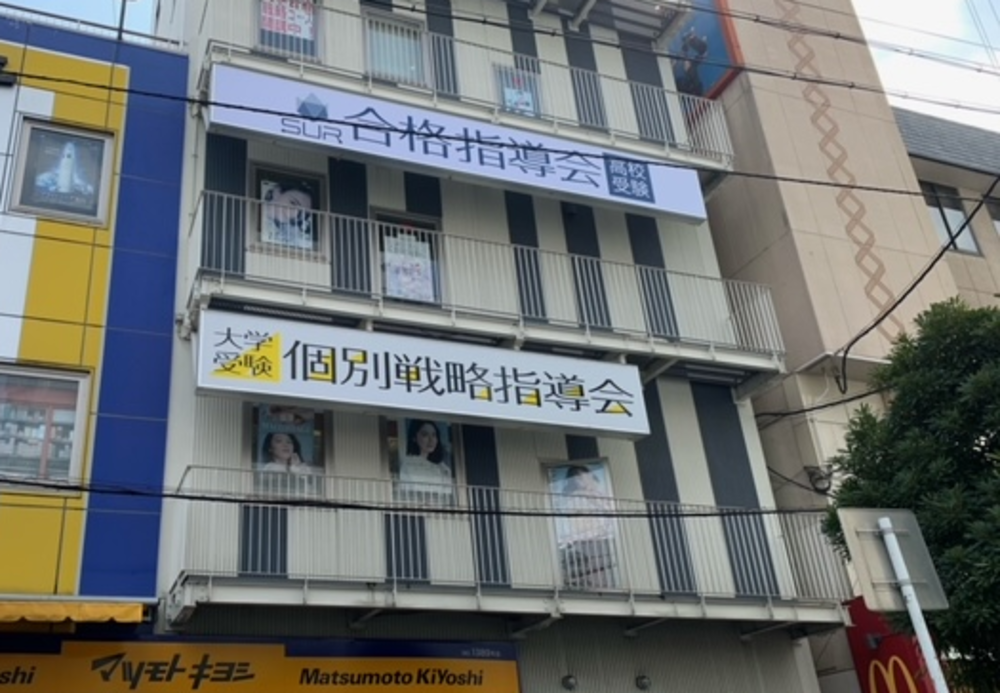 SUR 合格指導会 高校
受験
大学
受験 個別戦略指導会
shi マツモトキヨシ Matsumoto KiYoshi